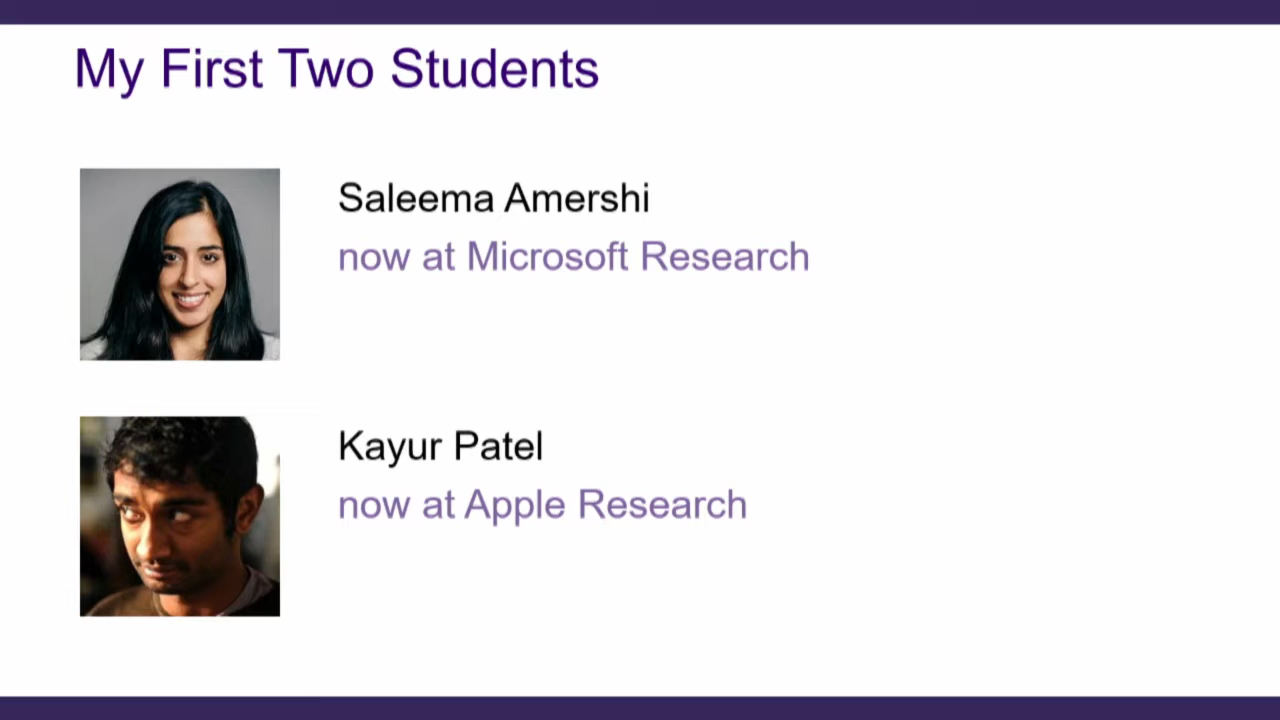 My First Two Students
Saleema Amershi
now at Microsoft Research
Kayur Patel
now at Apple Research